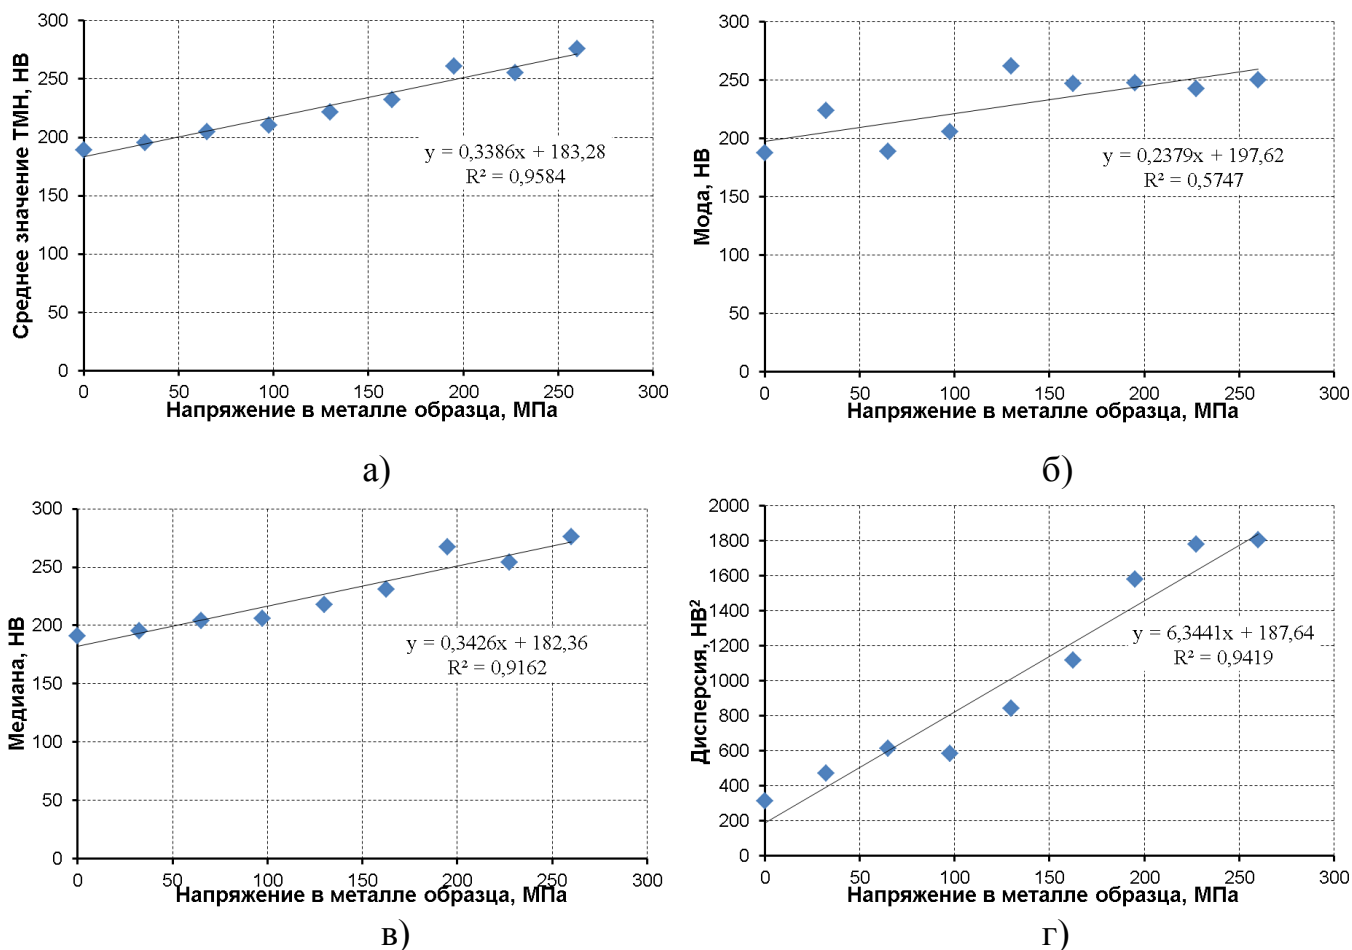 Среднее значение ТМН, НВ
300
250
200
150
100
50
0
y = 0,3386x + 183,28
R² = 0,9584
0 50 100 150 200 250 300
Напряжение в металле образца, МПа
а)
Мода, НВ
300
250
200
150
100
50
0
y = 0,2379x + 197,62
R² = 0,5747
0 50 100 150 200 250 300
Напряжение в металле образца, МПа
б)
Медиана, НВ
300
250
200
150
100
50
0
y = 0,3426x + 182,36
R² = 0,9162
0 50 100 150 200 250 300
Напряжение в металле образца, МПа
в)
Дисперсия, НВ²
2000
1800
1600
1400
1200
1000
800
600
400
200
0
y = 6,3441x + 187,64
R² = 0,9419
0 50 100 150 200 250 300
Напряжение в металле образца, МПа
г)